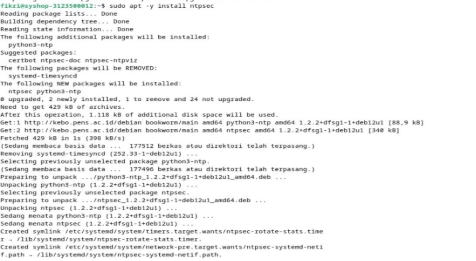 fikri@syshop-3123500012:~$ sudo apt -y install ntpsec
Reading package lists... Done
Building dependency tree... Done
Reading state information... Done
The following additional packages will be installed:
  python3-ntp
Suggested packages:
  certbot ntpsec-doc ntpsec-ntpviz
The following packages will be REMOVED:
  systemd-timesyncd
The following NEW packages will be installed:
  ntpsec python3-ntp
0 upgraded, 2 newly installed, 1 to remove and 24 not upgraded.
Need to get 429 kB of archives.
After this operation, 1.118 kB of additional disk space will be used.
Get:1 http://kebo.pens.ac.id/debian bookworm/main amd64 python3-ntp amd64 1.2.2+dfsg1-1+deb12u1 [88,9 kB]
Get:2 http://kebo.pens.ac.id/debian bookworm/main amd64 ntpsec amd64 1.2.2+dfsg1-1+deb12u1 [340 kB]
Fetched 429 kB in 1s (398 kB/s)
(Sedang membaca basis data ... 177512 berkas atau direktori telah terpasang.)
Removing systemd-timesyncd (252.33-1~deb12u1) ...
Selecting previously unselected package python3-ntp.
(Sedang membaca basis data ... 177496 berkas atau direktori telah terpasang.)
Preparing to unpack .../python3-ntp_1.2.2+dfsg1-1+deb12u1_amd64.deb ...
Unpacking python3-ntp (1.2.2+dfsg1-1+deb12u1) ...
Selecting previously unselected package ntpsec.
Preparing to unpack .../ntpsec_1.2.2+dfsg1-1+deb12u1_amd64.deb ...
Unpacking ntpsec (1.2.2+dfsg1-1+deb12u1) ...
Sedang menata python3-ntp (1.2.2+dfsg1-1+deb12u1) ...
Sedang menata ntpsec (1.2.2+dfsg1-1+deb12u1) ...
Created symlink /etc/systemd/system/timers.target.wants/ntpsec-rotate-stats.time
r → /lib/systemd/system/ntpsec-rotate-stats.timer.
Created symlink /etc/systemd/system/network-pre.target.wants/ntpsec-systemd-neti
f.path → /lib/systemd/system/ntpsec-systemd-netif.path.